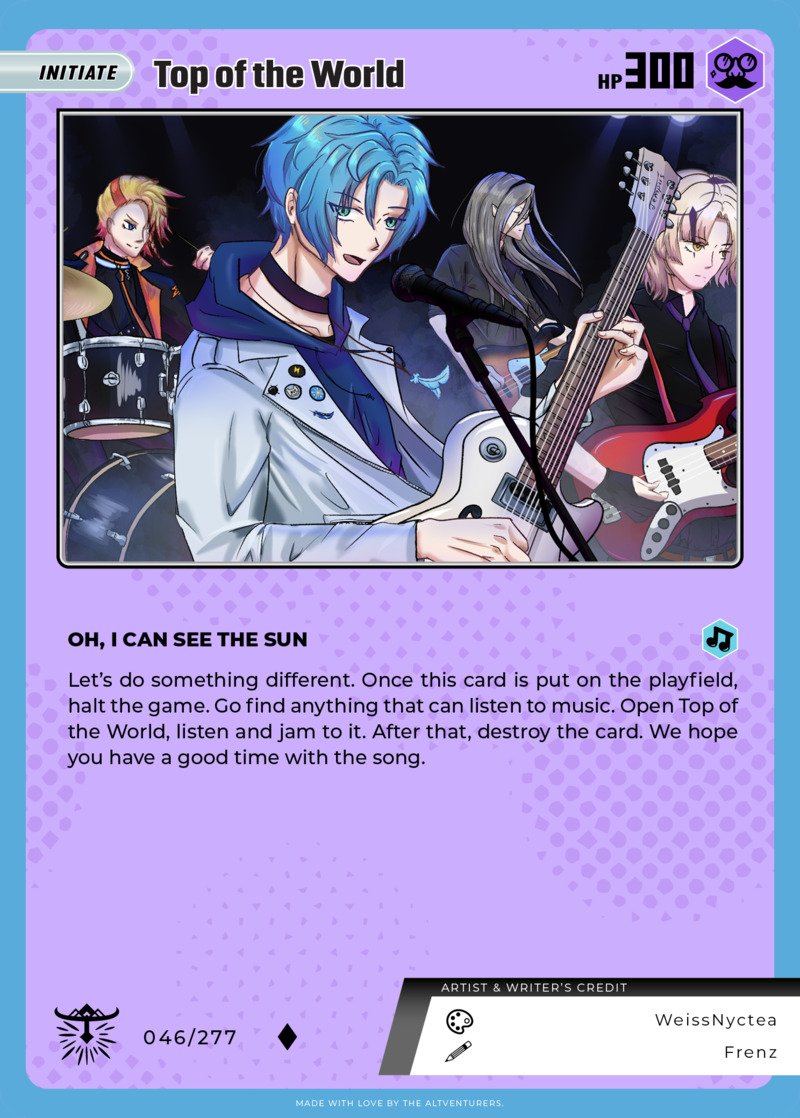 INITIATE
Top of the World
HP 300
Tempus
OH, I CAN SEE THE SUN
Let's do something different. Once this card is put on the playfield,
halt the game. Go find anything that can listen to music. Open Top of
the World, listen and jam to it. After that, destroy the card. We hope
you have a good time with the song.
ARTIST & WRITER'S CREDIT
WeissNyctea
046/277
Frenz
MADE WITH LOVE BY THE ALTVENTURERS.